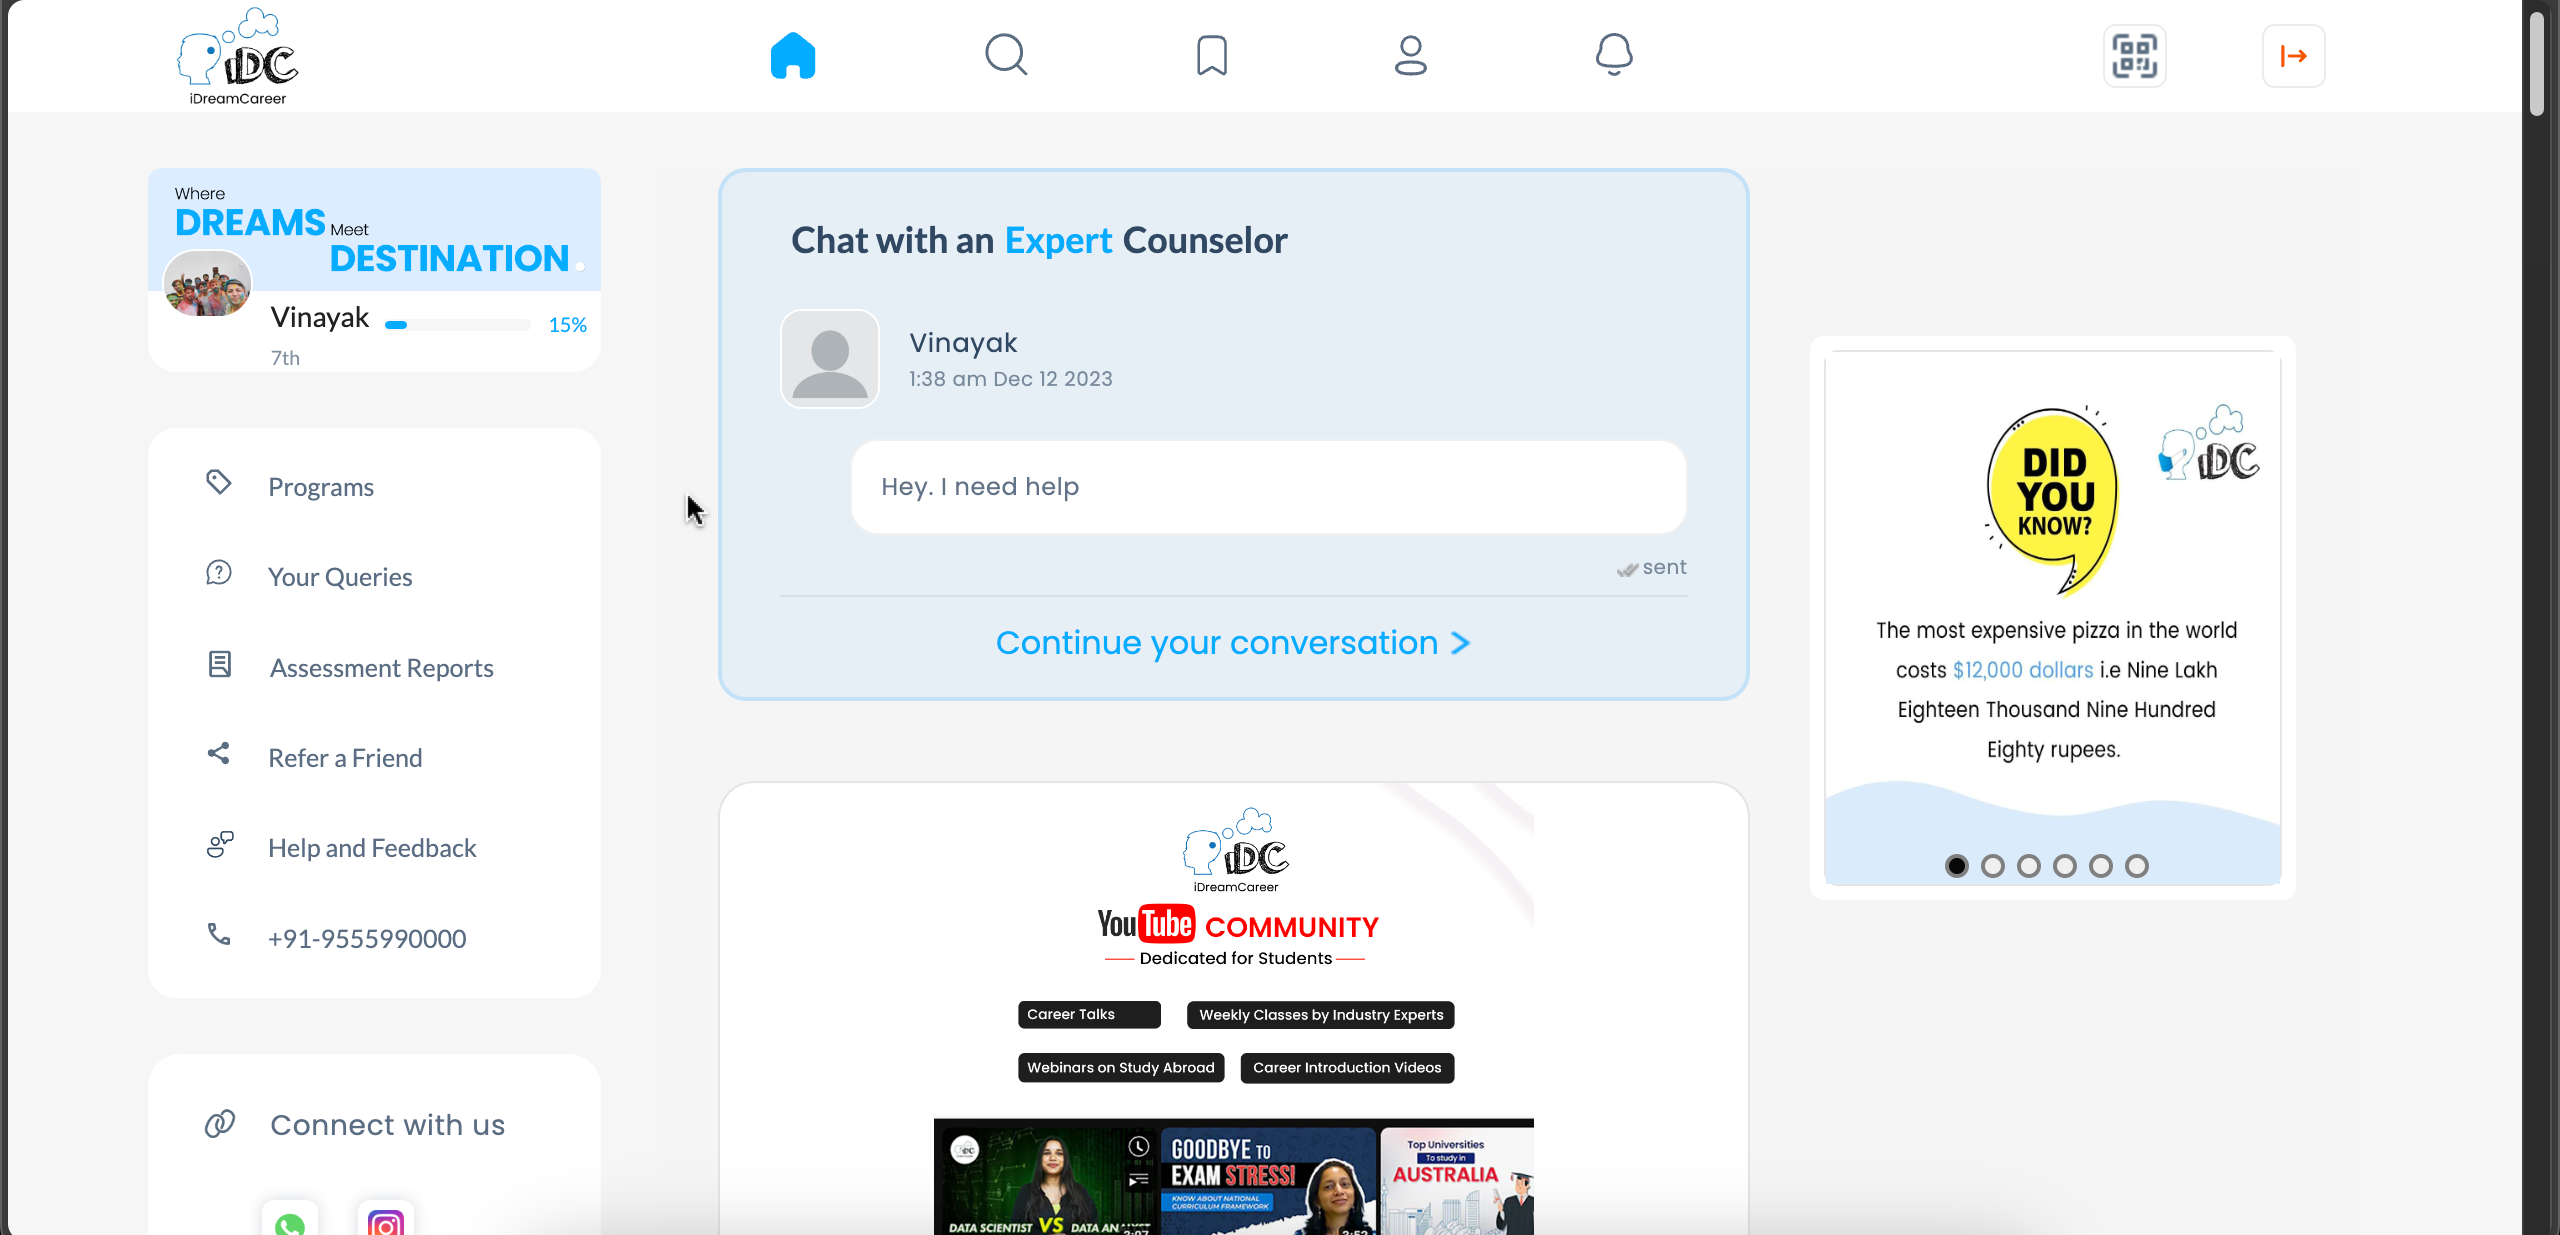 iDC
iDreamCareer
Where
DREAMS Meet
DESTINATION.
Vinayak 15%
7th
Programs
Your Queries
Assessment Reports
Refer a Friend
Help and Feedback
+91-9555990000
Connect with us
Chat with an Expert Counselor
Vinayak
1:38 am Dec 12 2023
Hey. I need help
sent
Continue your conversation >
iDC
iDreamCareer
YouTube COMMUNITY
Dedicated for Students
Career Talks
Weekly Classes by Industry Experts
Webinars on Study Abroad
Career Introduction Videos
DATA SCIENTIST VS DATA ANALYST
GOODBYE TO
EXAM STRESS!
KNOW ABOUT NATIONAL
CURRICULUM FRAMEWORK
Top Universities
To study in
AUSTRALIA
DID
YOU
KNOW?
iDC
The most expensive pizza in the world
costs $12,000 dollars i.e Nine Lakh
Eighteen Thousand Nine Hundred
Eighty rupees.